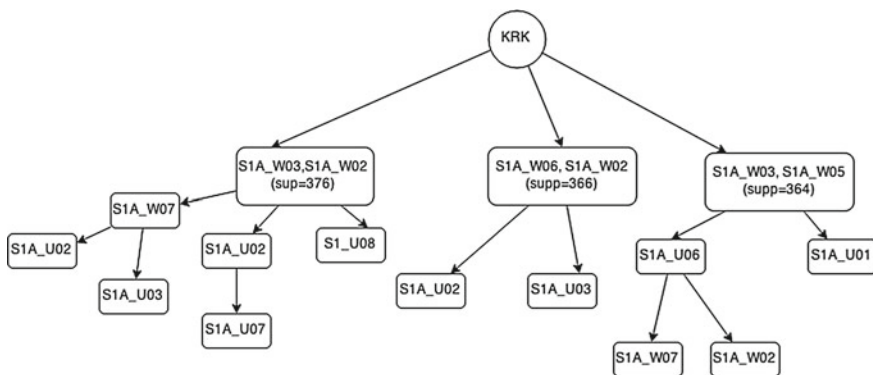 KRK
S1A_W03,S1A_W02
(sup=376)
S1A_W06, S1A_W02
(supp=366)
S1A_W03, S1A_W05
(supp=364)
S1A_W07
S1A_U02
S1A_U02
S1_U08
S1A_U06
S1A_U01
S1A_U03
S1A_U02
S1A_U03
S1A_U07
S1A_W07
S1A_W02